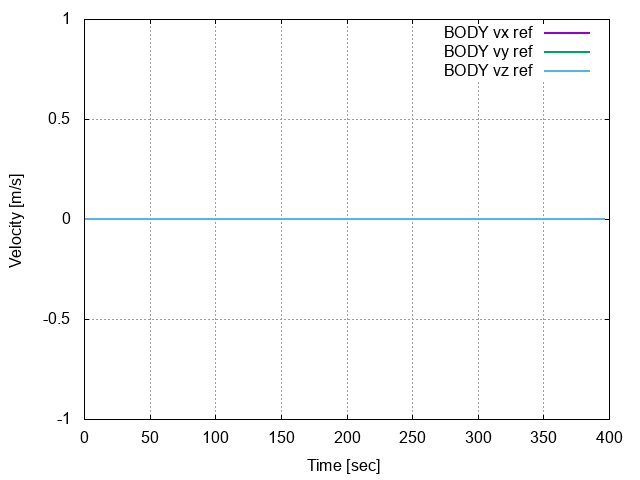 1
BODY vx ref
BODY vy ref
BODY vz ref
0.5
0
-0.5
-1
Velocity [m/s]
0 50 100 150 200 250 300 350 400
Time [sec]